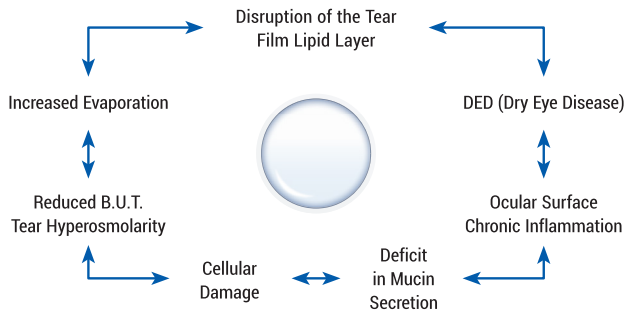 Disruption of the Tear
Film Lipid Layer
Increased Evaporation
DED (Dry Eye Disease)
Reduced B.U.T.
Tear Hyperosmolarity
Ocular Surface
Chronic Inflammation
Cellular
Damage
Deficit
in Mucin
Secretion